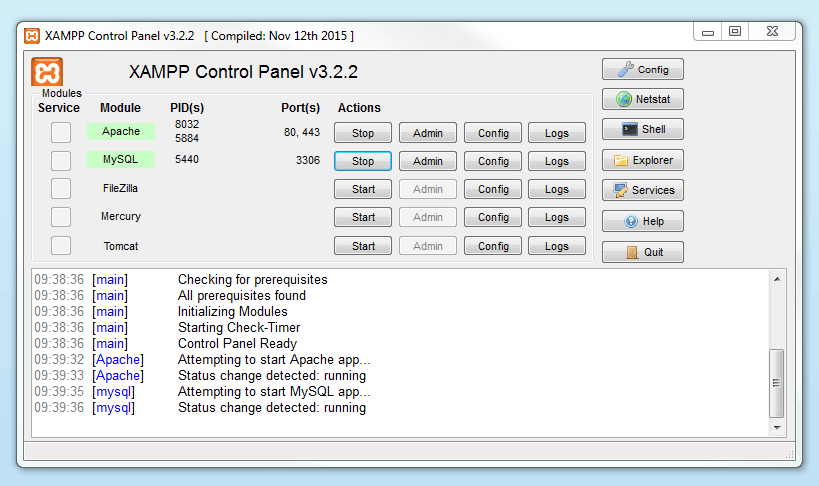 XAMPP Control Panel v3.2.2 [ Compiled: Nov 12th 2015 ]
XAMPP Control Panel v3.2.2
Config
Modules
Service Module PID(s) Port(s) Actions
Netstat
Apache 8032 5884 80, 443 Stop Admin Config Logs
Shell
MySQL 5440 3306 Stop Admin Config Logs
Explorer
FileZilla Start Admin Config Logs
Services
Mercury Start Admin Config Logs
Help
Tomcat Start Admin Config Logs
Quit
09:38:36 [main] Checking for prerequisites
09:38:36 [main] All prerequisites found
09:38:36 [main] Initializing Modules
09:38:36 [main] Starting Check-Timer
09:38:36 [main] Control Panel Ready
09:39:32 [Apache] Attempting to start Apache app...
09:39:33 [Apache] Status change detected: running
09:39:35 [mysql] Attempting to start MySQL app...
09:39:36 [mysql] Status change detected: running